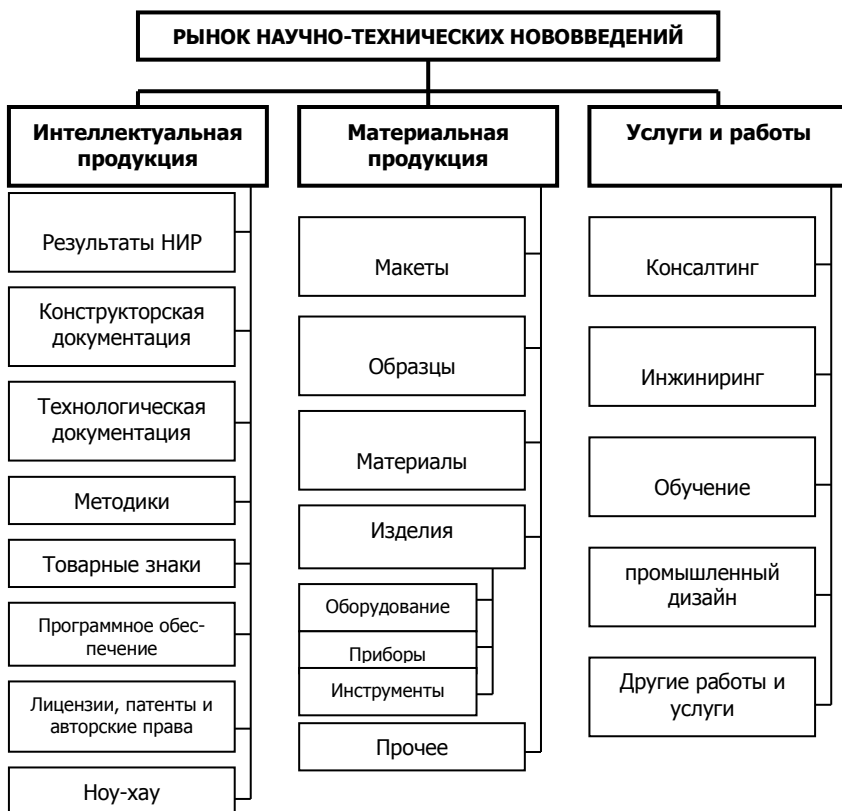 РЫНОК НАУЧНО-ТЕХНИЧЕСКИХ НОВОВВЕДЕНИЙ
Интеллектуальная
продукция
Результаты НИР
Конструкторская
документация
Технологическая
документация
Методики
Товарные знаки
Программное обес-
печение
Лицензии, патенты и
авторские права
Ноу-хау
Материальная
продукция
Макеты
Образцы
Материалы
Изделия
Оборудование
Приборы
Инструменты
Прочее
Услуги и работы
Консалтинг
Инжиниринг
Обучение
промышленный
дизайн
Другие работы и
услуги